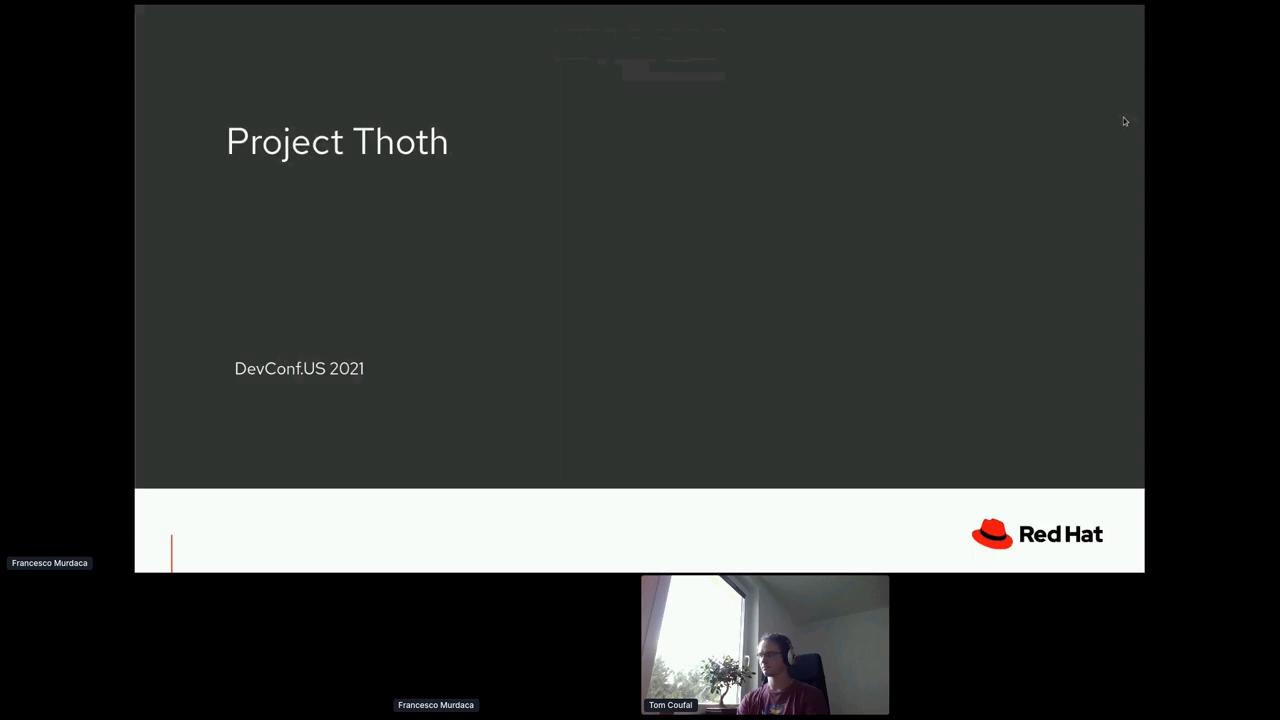 Project Thoth
DevConf.US 2021
Red Hat
Francesco Murdaca
Francesco Murdaca
Tom Coufal